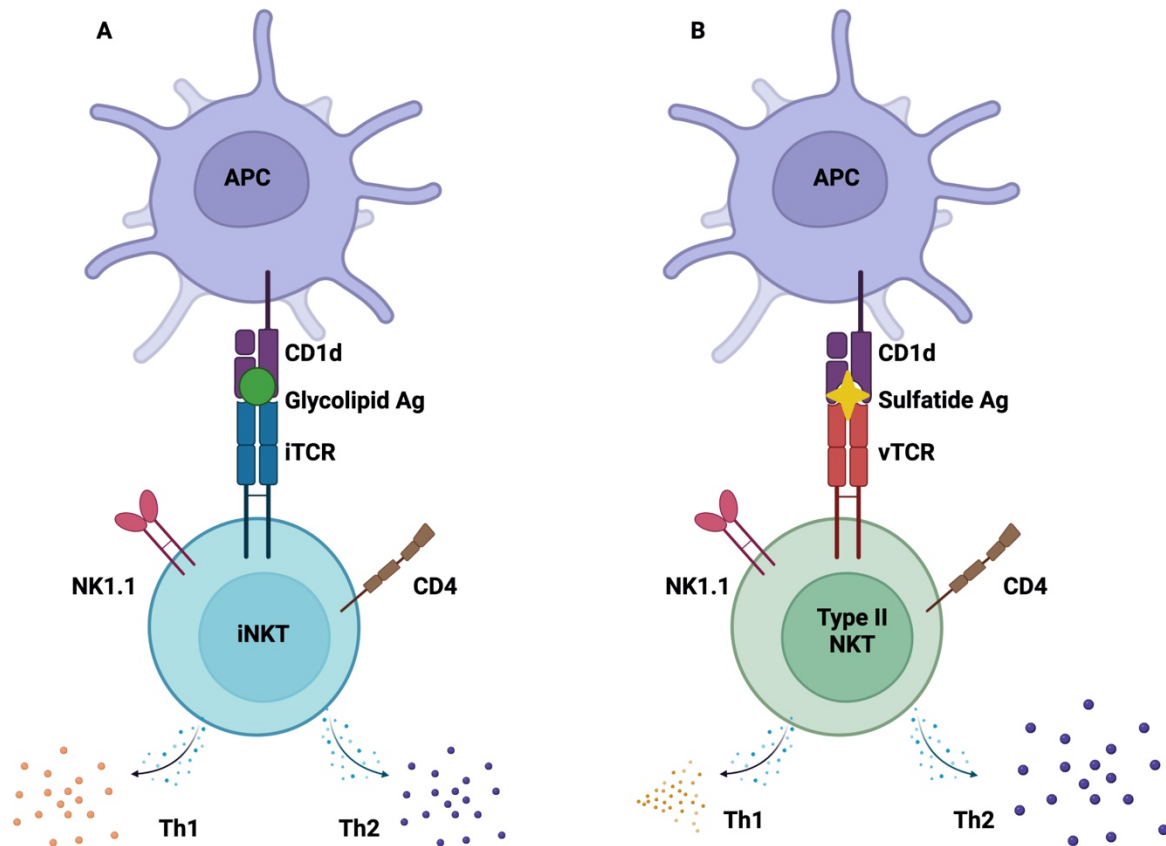 A
APC
CD1d
Glycolipid Ag
iTCR
NK1.1
CD4
iNKT
Th1
Th2
B
APC
CD1d
Sulfatide Ag
vTCR
NK1.1
CD4
Type II
NKT
Th1
Th2